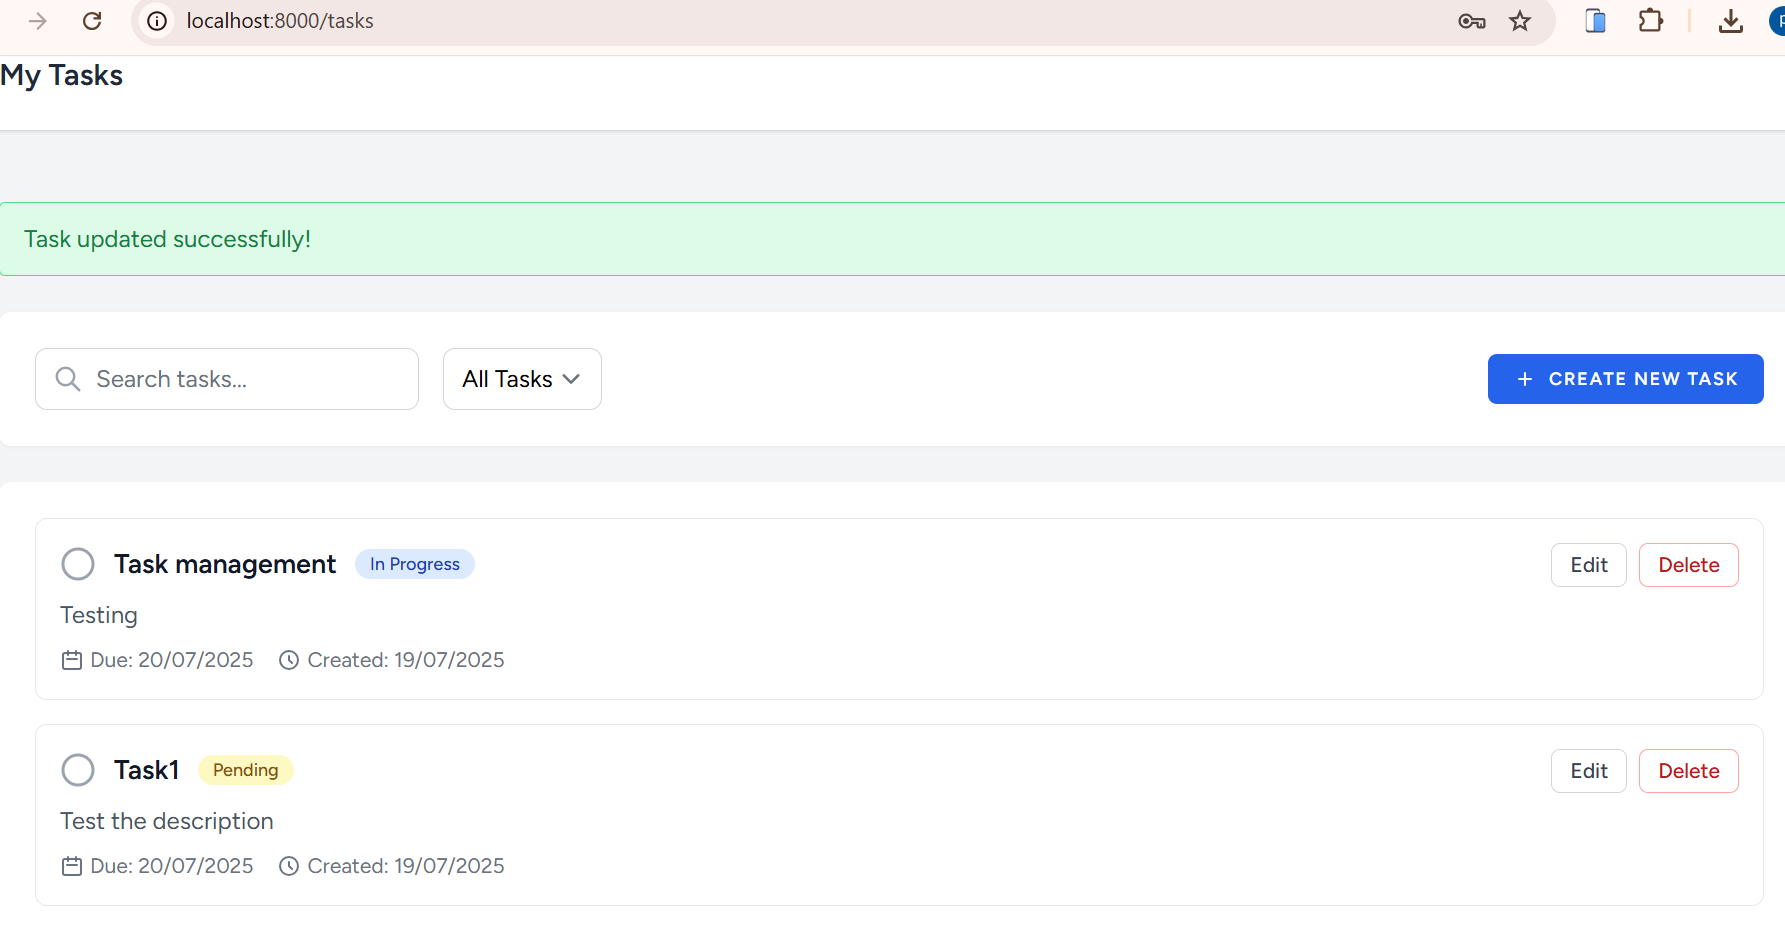 localhost:8000/tasks
My Tasks
Task updated successfully!
Search tasks...
All Tasks
+ CREATE NEW TASK
Task management
In Progress
Edit
Delete
Testing
Due: 20/07/2025
Created: 19/07/2025
Task1
Pending
Edit
Delete
Test the description
Due: 20/07/2025
Created: 19/07/2025